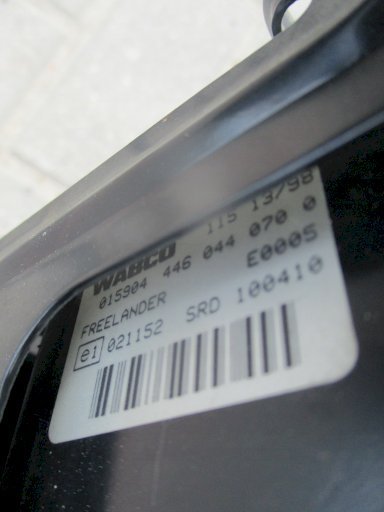 WABCO 115 13/98
015904 446 044 070 0
FREELANDER E0005
e1 021152 SRD 100410